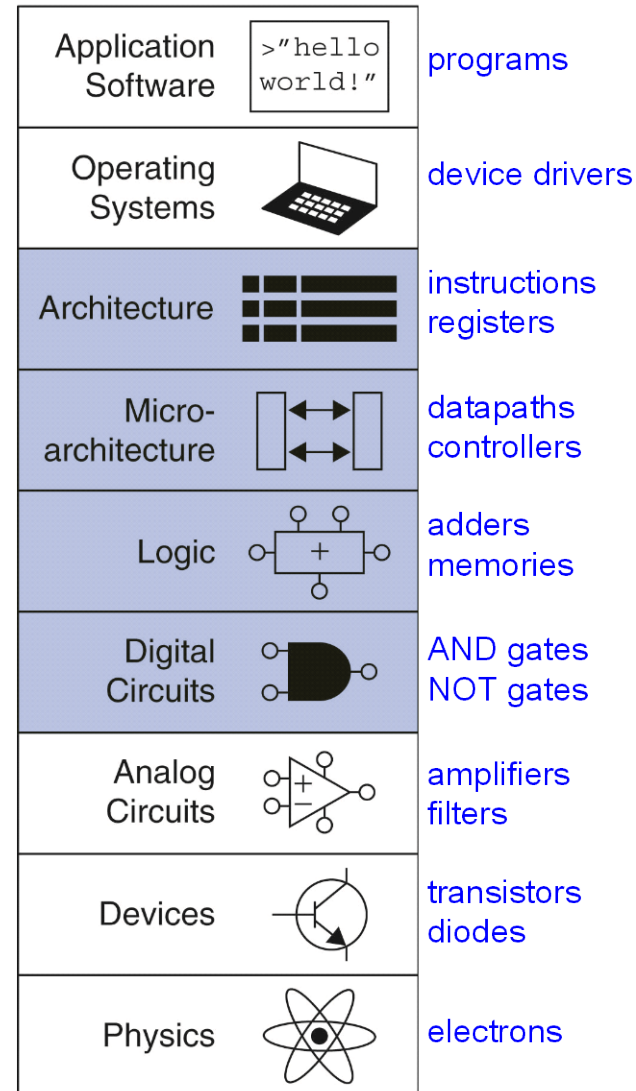 Application
Software
>"hello
world!"
programs
Operating
Systems
device drivers
Architecture
instructions
registers
Micro-
architecture
datapaths
controllers
Logic
+
adders
memories
Digital
Circuits
AND gates
NOT gates
Analog
Circuits
+
−
amplifiers
filters
Devices
transistors
diodes
Physics
electrons